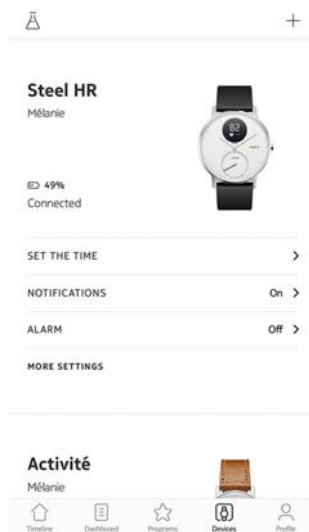 Steel HR
Mélanie
82
49%
Connected
SET THE TIME
NOTIFICATIONS On
ALARM Off
MORE SETTINGS
Activité
Mélanie
Timeline Dashboard Programs Devices Profile